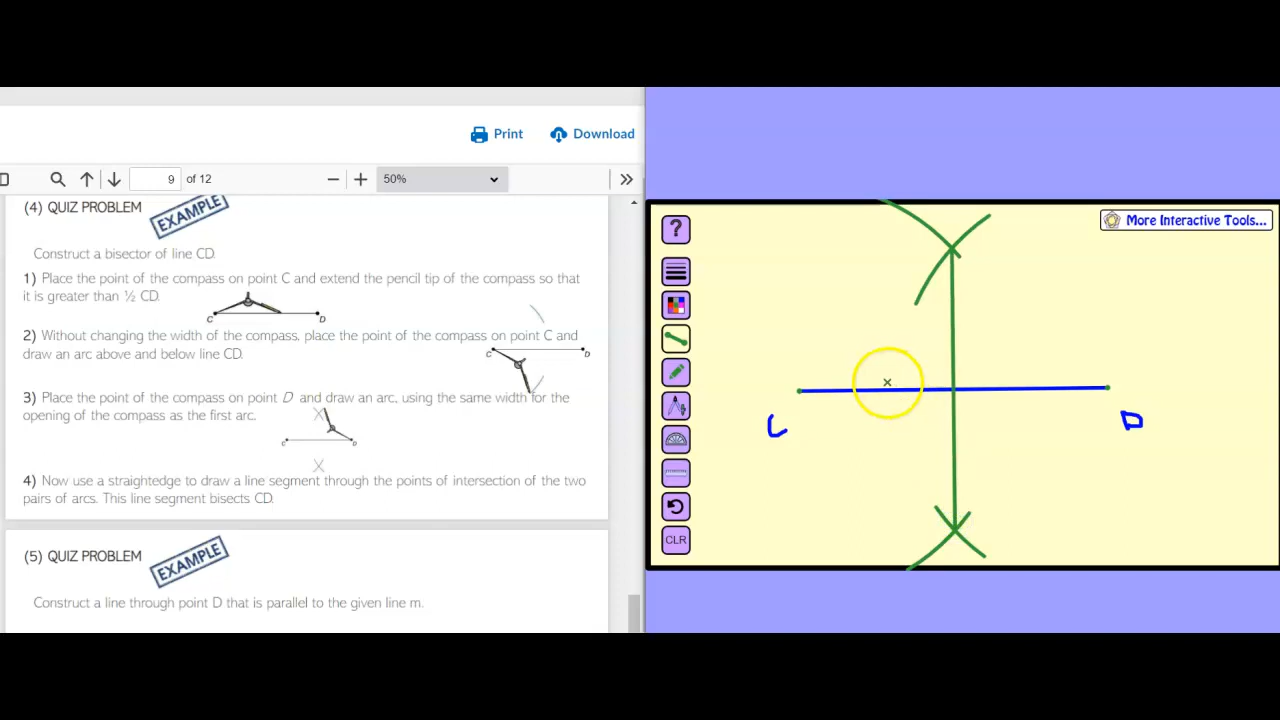 Print Download
9 of 12 50%
(4) QUIZ PROBLEM EXAMPLE
Construct a bisector of line CD.
1) Place the point of the compass on point C and extend the pencil tip of the compass so that
it is greater than ½ CD.
C D
2) Without changing the width of the compass, place the point of the compass on point C and
draw an arc above and below line CD.
C D
3) Place the point of the compass on point D and draw an arc, using the same width for the
opening of the compass as the first arc.
C D
4) Now use a straightedge to draw a line segment through the points of intersection of the two
pairs of arcs. This line segment bisects CD.
(5) QUIZ PROBLEM EXAMPLE
Construct a line through point D that is parallel to the given line m.
? More Interactive Tools...
C D
CLR